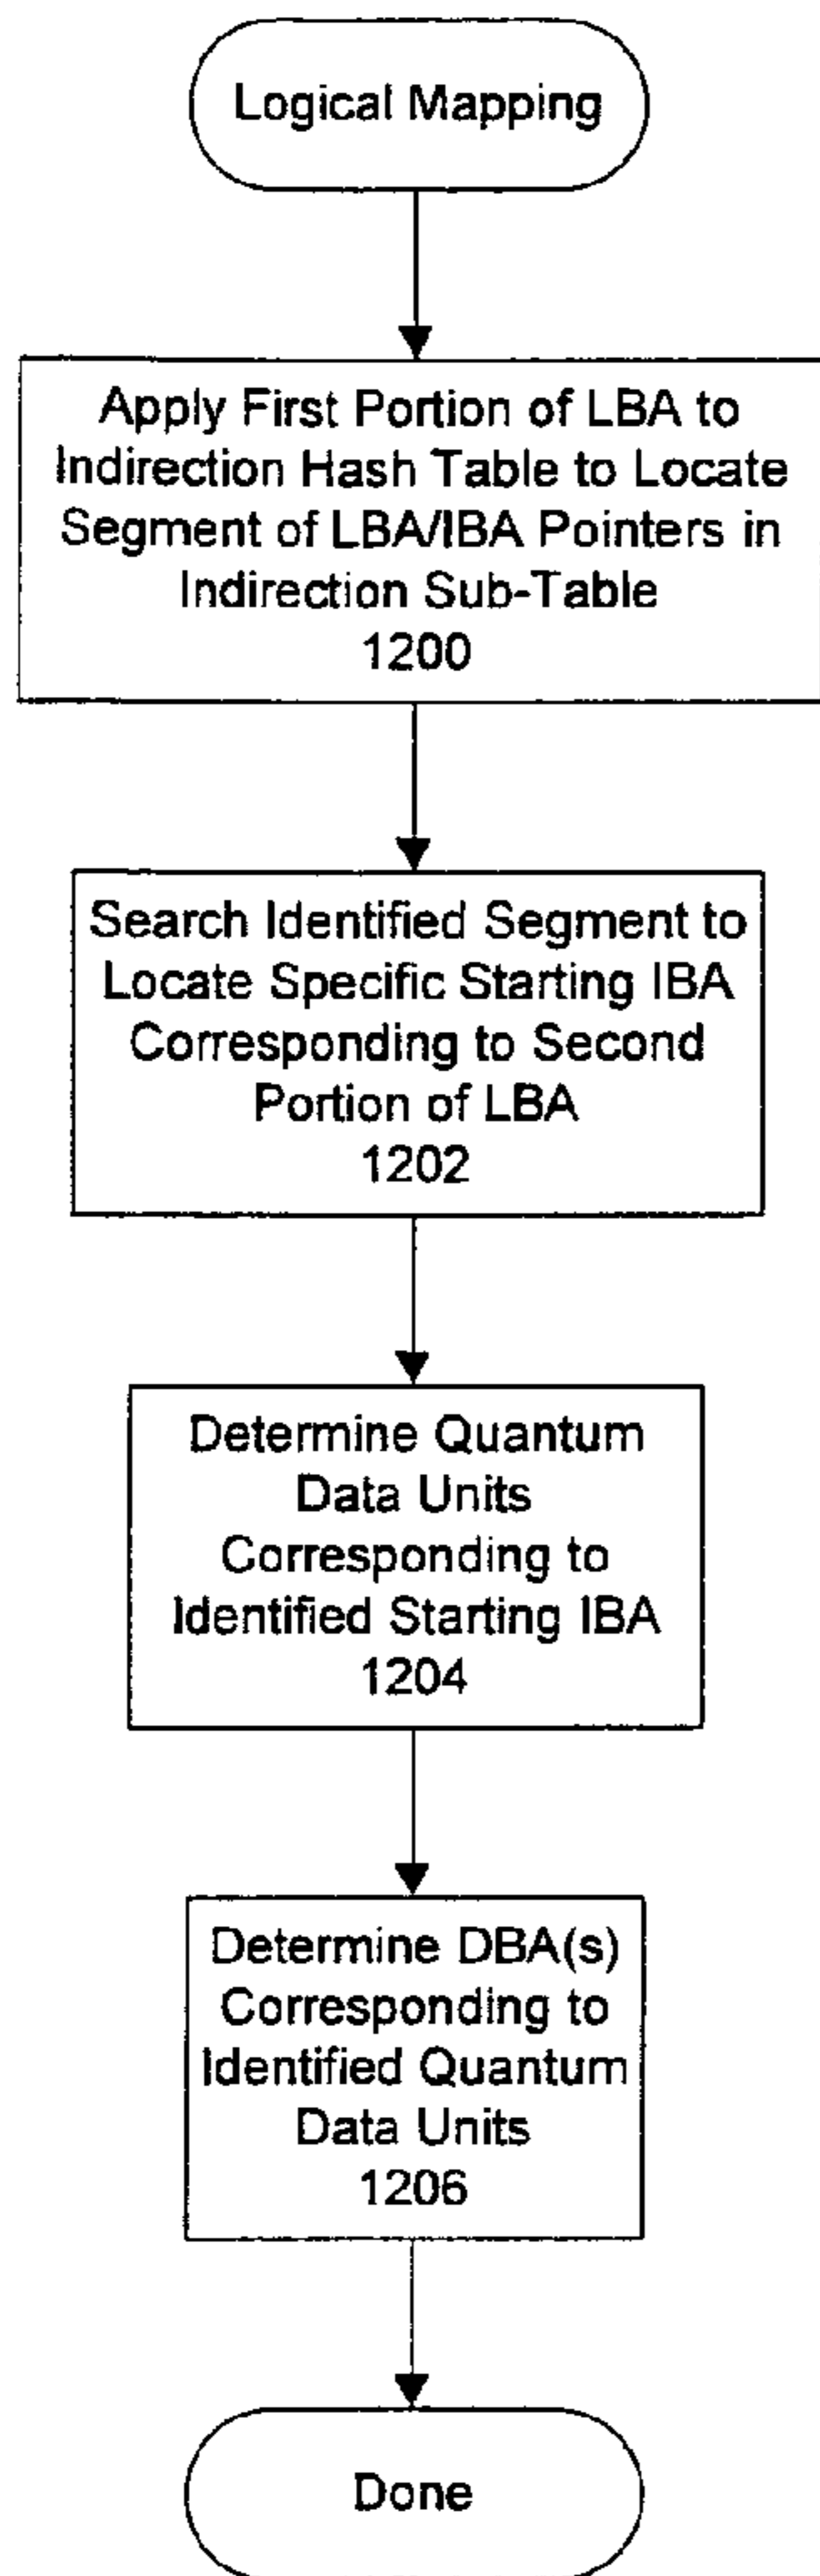 Logical Mapping
Apply First Portion of LBA to
Indirection Hash Table to Locate
Segment of LBA/IBA Pointers in
Indirection Sub-Table
1200
Search Identified Segment to
Locate Specific Starting IBA
Corresponding to Second
Portion of LBA
1202
Determine Quantum
Data Units
Corresponding to
Identified Starting IBA
1204
Determine DBA(s)
Corresponding to
Identified Quantum
Data Units
1206
Done